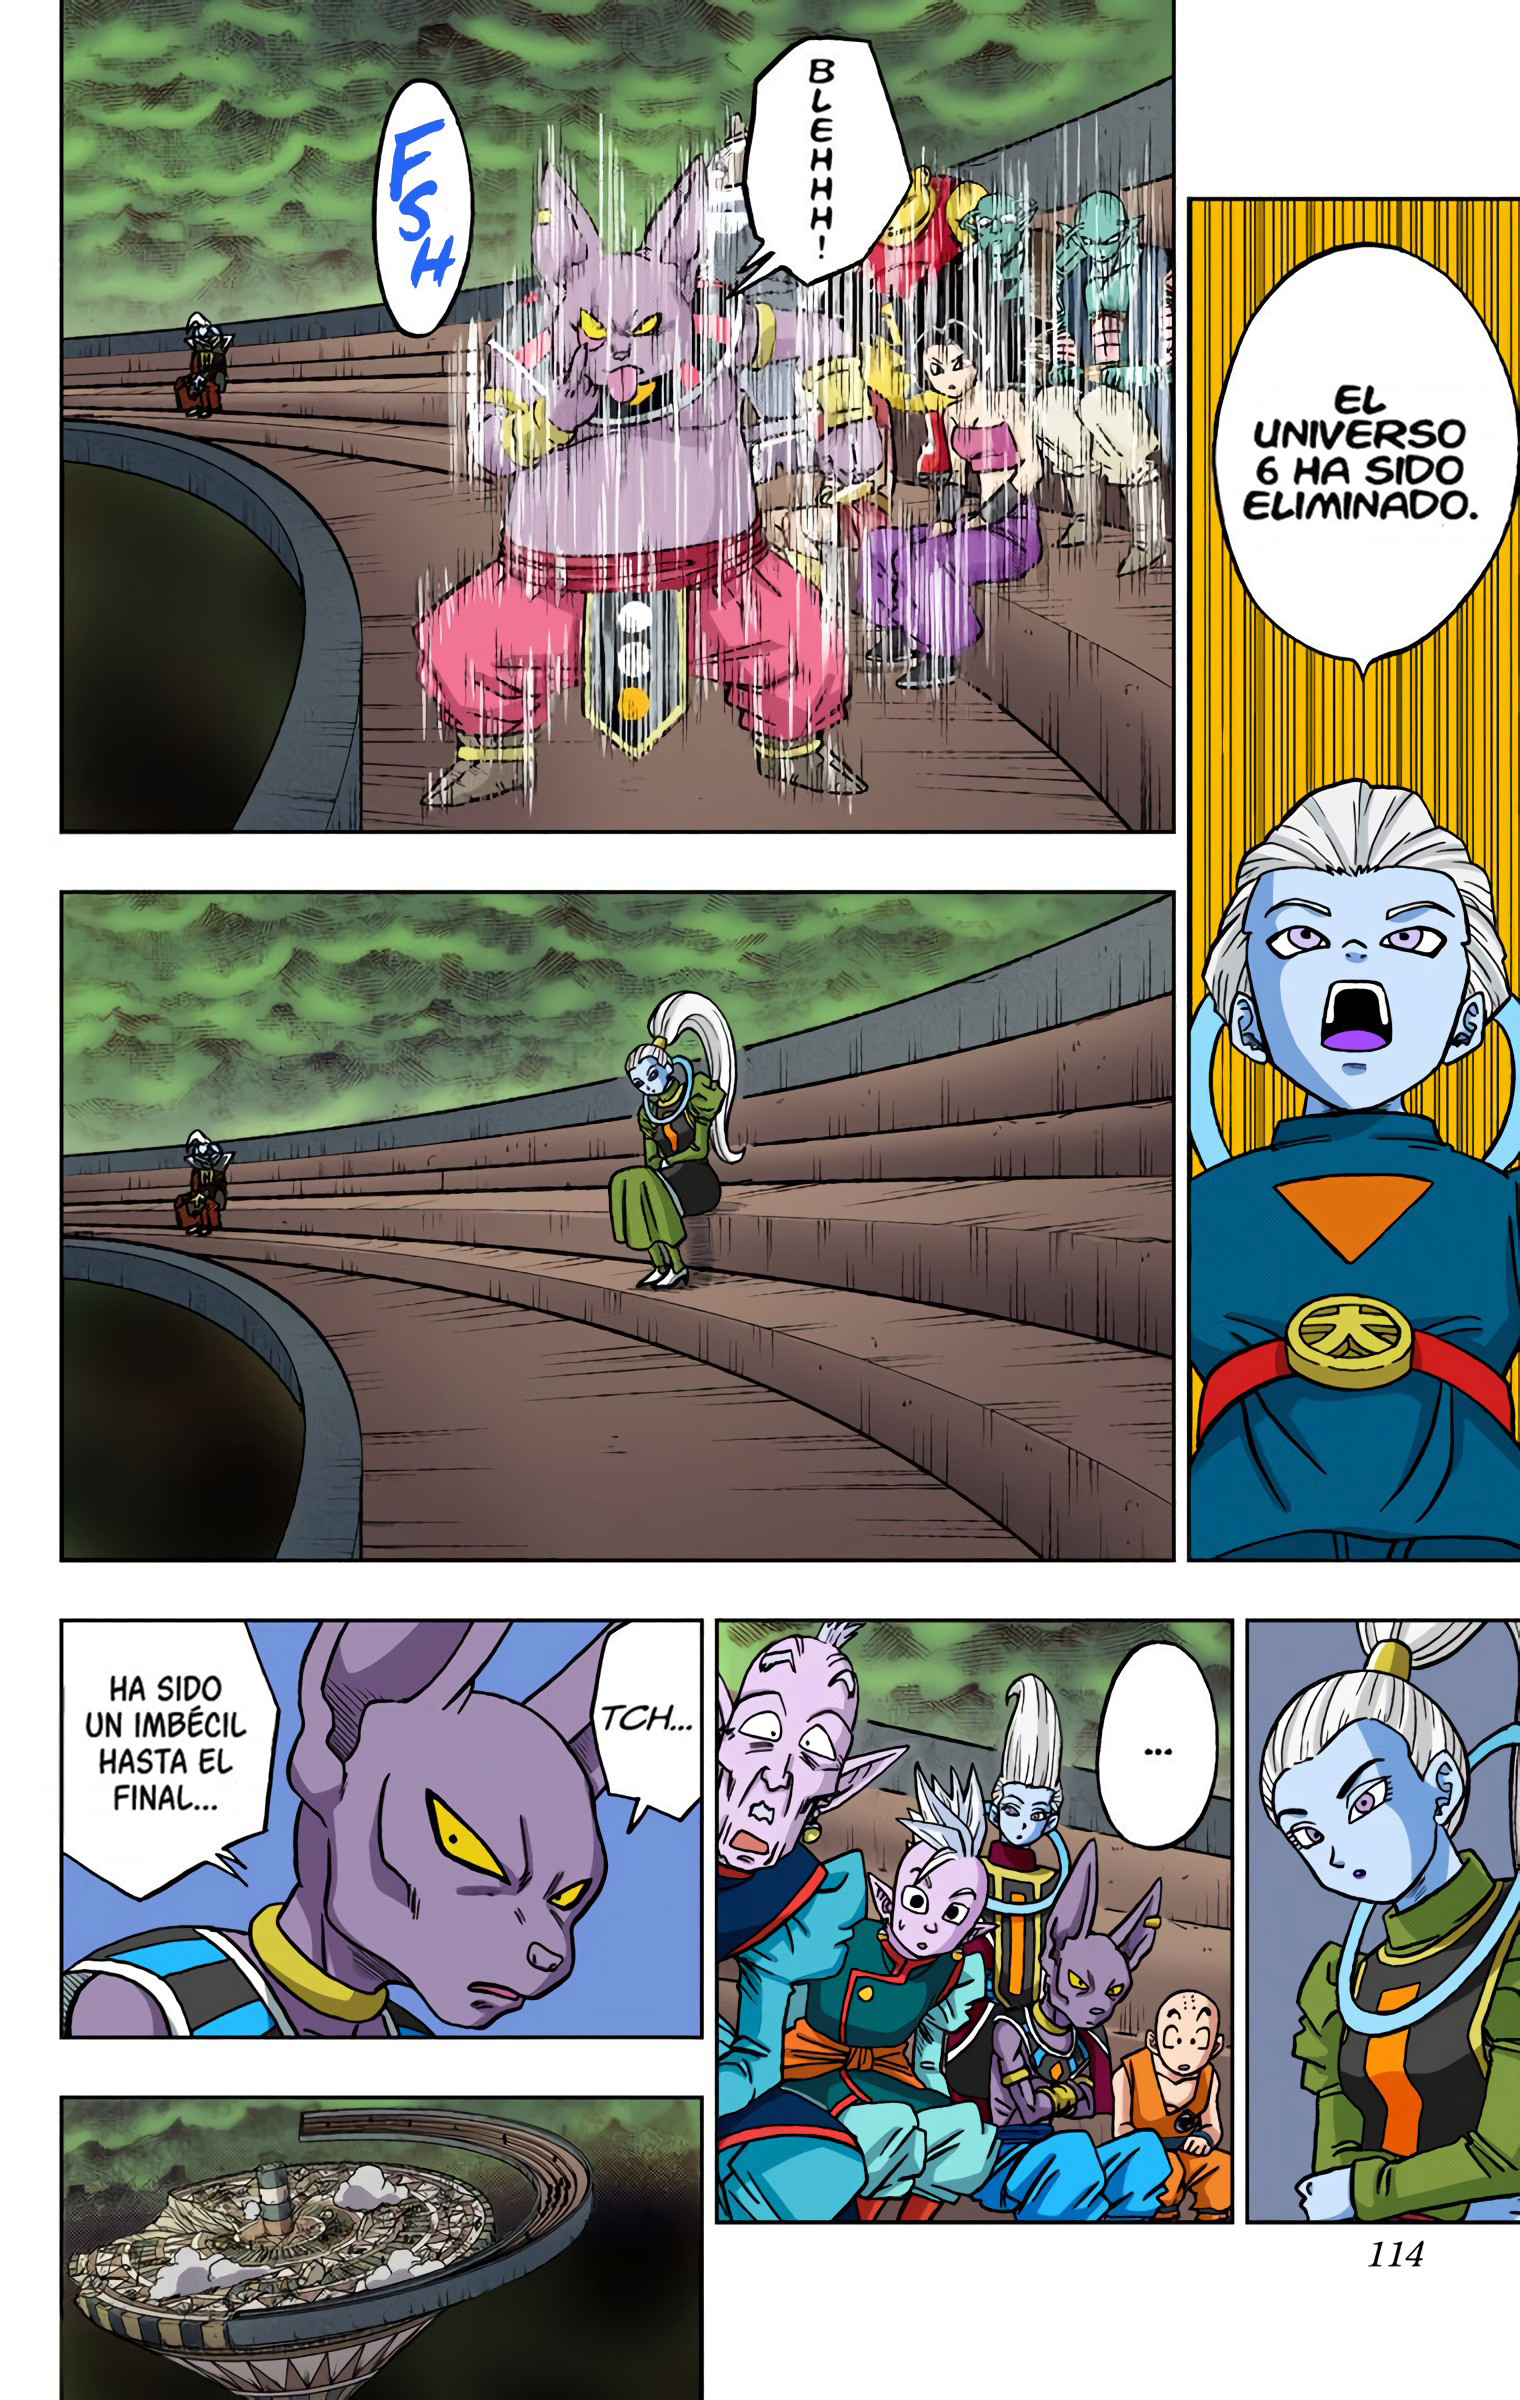 EL
UNIVERSO
6 HA SIDO
ELIMINADO.
BLEHHH!
FSH
...
TCH...
HA SIDO
UN IMBÉCIL
HASTA EL
FINAL...
114